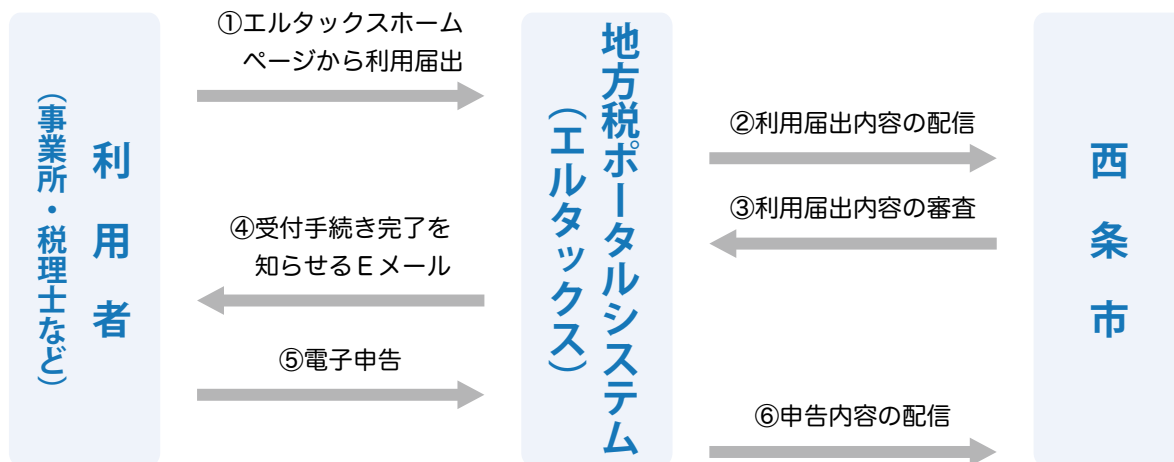 利用者
（事業所・税理士など）
①エルタックスホーム
ページから利用届出
地方税ポータルシステム
（エルタックス）
②利用届出内容の配信
西条市
③利用届出内容の審査
④受付手続き完了を
知らせるＥメール
⑤電子申告
⑥申告内容の配信